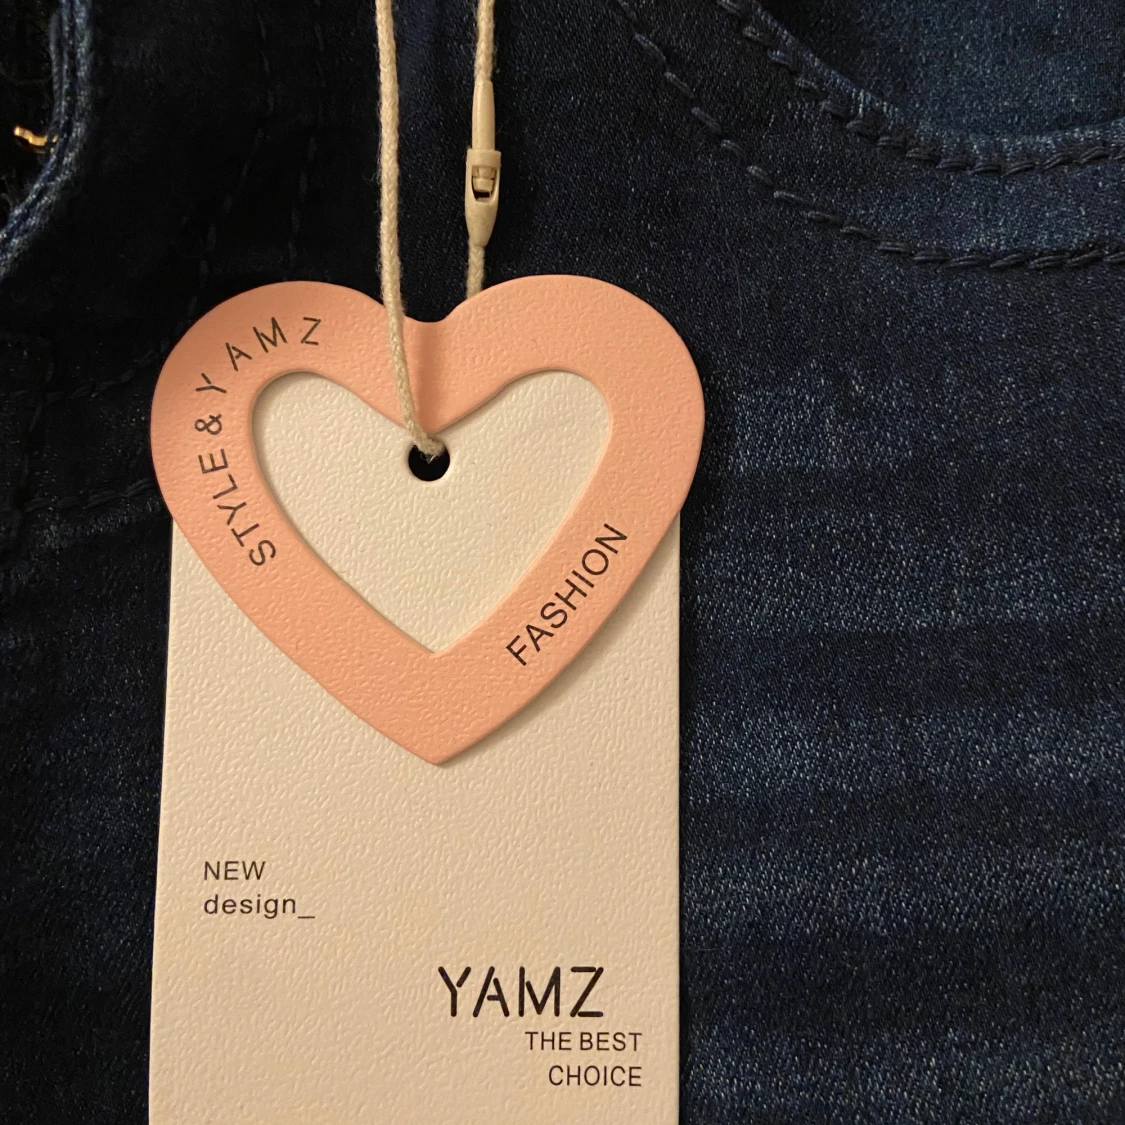 STYLE & YAMZ
FASHION
NEW
design_
YAMZ
THE BEST
CHOICE